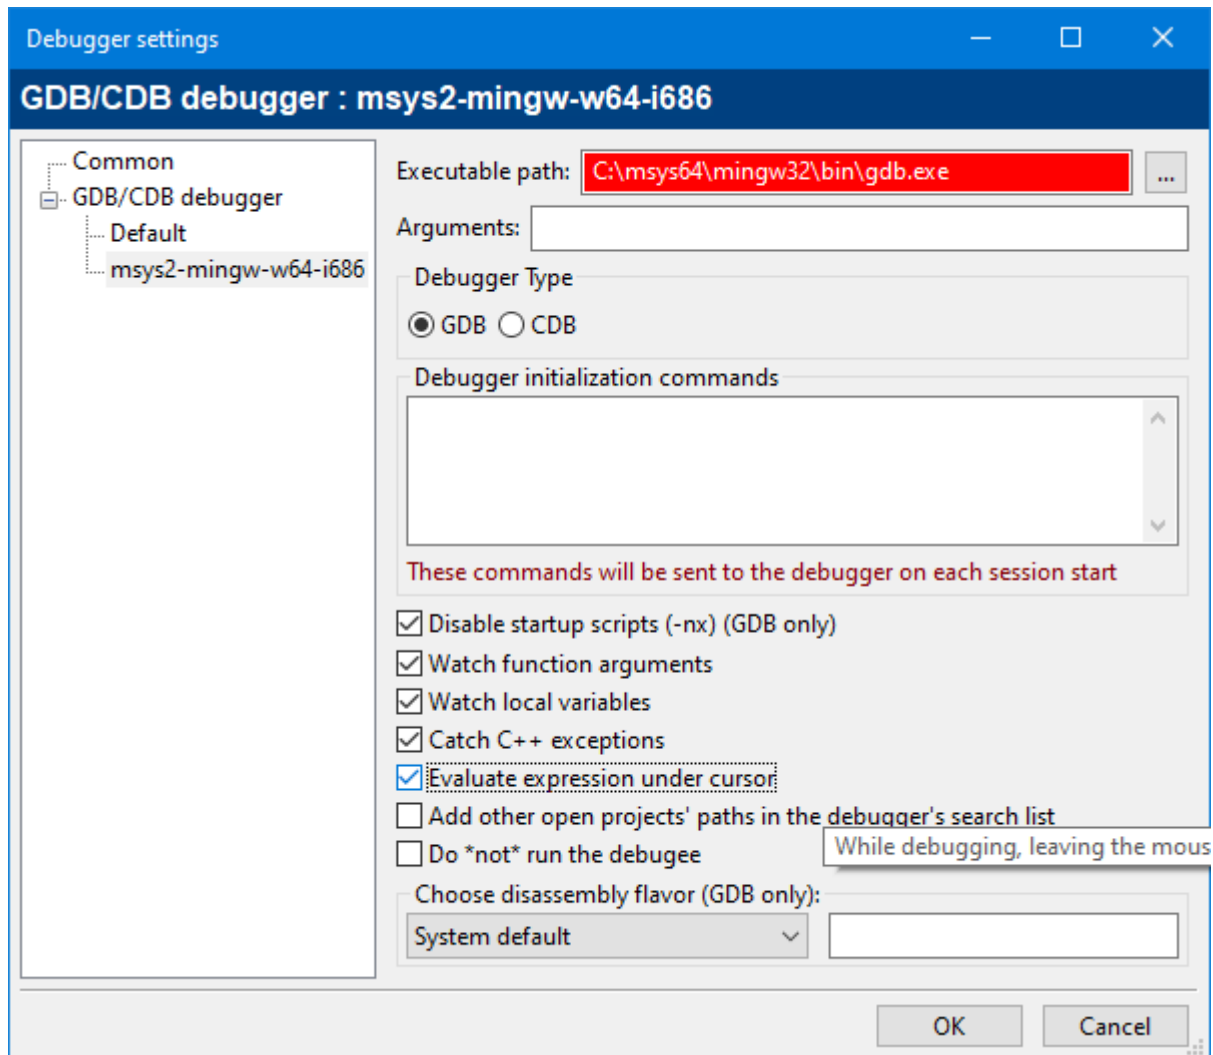 Debugger settings
GDB/CDB debugger : msys2-mingw-w64-i686
Common
GDB/CDB debugger
Default
msys2-mingw-w64-i686
Executable path: C:\msys64\mingw32\bin\gdb.exe ...
Arguments:
Debugger Type
GDB CDB
Debugger initialization commands
These commands will be sent to the debugger on each session start
Disable startup scripts (-nx) (GDB only)
Watch function arguments
Watch local variables
Catch C++ exceptions
Evaluate expression under cursor
Add other open projects' paths in the debugger's search list
Do *not* run the debugee
While debugging, leaving the mous
Choose disassembly flavor (GDB only):
System default
OK Cancel